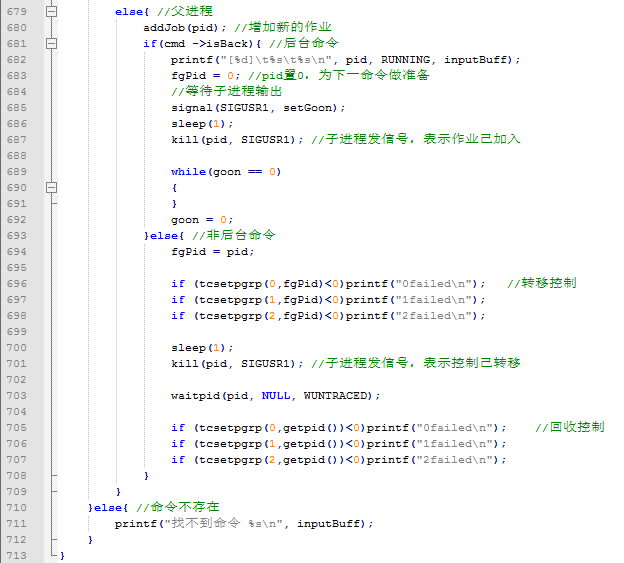 679 else{ //父进程
680 addJob(pid); //增加新的作业
681 if(cmd ->isBack){ //后台命令
682 printf("[%d]\t%s\t%s\n", pid, RUNNING, inputBuff);
683 fgPid = 0; //pid置0，为下一命令做准备
684 //等待子进程输出
685 signal(SIGUSR1, setGoon);
686 sleep(1);
687 kill(pid, SIGUSR1); //子进程发信号，表示作业已加入
688
689 while(goon == 0)
690 {
691 }
692 goon = 0;
693 }else{ //非后台命令
694 fgPid = pid;
695
696 if (tcsetpgrp(0,fgPid)<0)printf("0failed\n"); //转移控制
697 if (tcsetpgrp(1,fgPid)<0)printf("1failed\n");
698 if (tcsetpgrp(2,fgPid)<0)printf("2failed\n");
699
700 sleep(1);
701 kill(pid, SIGUSR1); //子进程发信号，表示控制已转移
702
703 waitpid(pid, NULL, WUNTRACED);
704
705 if (tcsetpgrp(0,getpid())<0)printf("0failed\n"); //回收控制
706 if (tcsetpgrp(1,getpid())<0)printf("1failed\n");
707 if (tcsetpgrp(2,getpid())<0)printf("2failed\n");
708 }
709 }
710 }else{ //命令不存在
711 printf("找不到命令 %s\n", inputBuff);
712 }
713 }